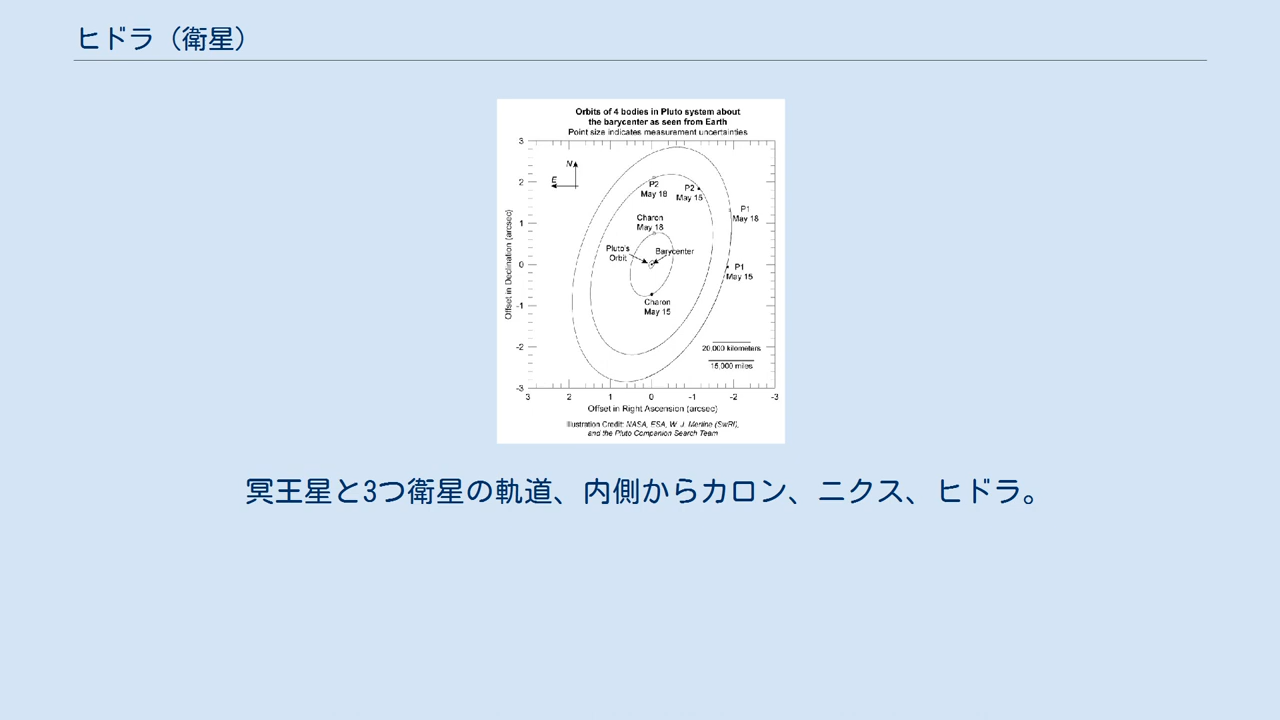 ヒドラ（衛星）
Orbits of 4 bodies in Pluto system about
the barycenter as seen from Earth
Point size indicates measurement uncertainties
3
2
1
0
-1
-2
-3
Offset in Declination (arcsec)
N
E
P2
May 18
P2
May 15
P1
May 18
Charon
May 18
Pluto's
Orbit
Barycenter
P1
May 15
Charon
May 15
20,000 kilometers
15,000 miles
3
2
1
0
-1
-2
-3
Offset in Right Ascension (arcsec)
Illustration Credit: NASA, ESA, W. J. Merline (SwRI),
and the Pluto Companion Search Team
冥王星と3つ衛星の軌道、内側からカロン、ニクス、ヒドラ。